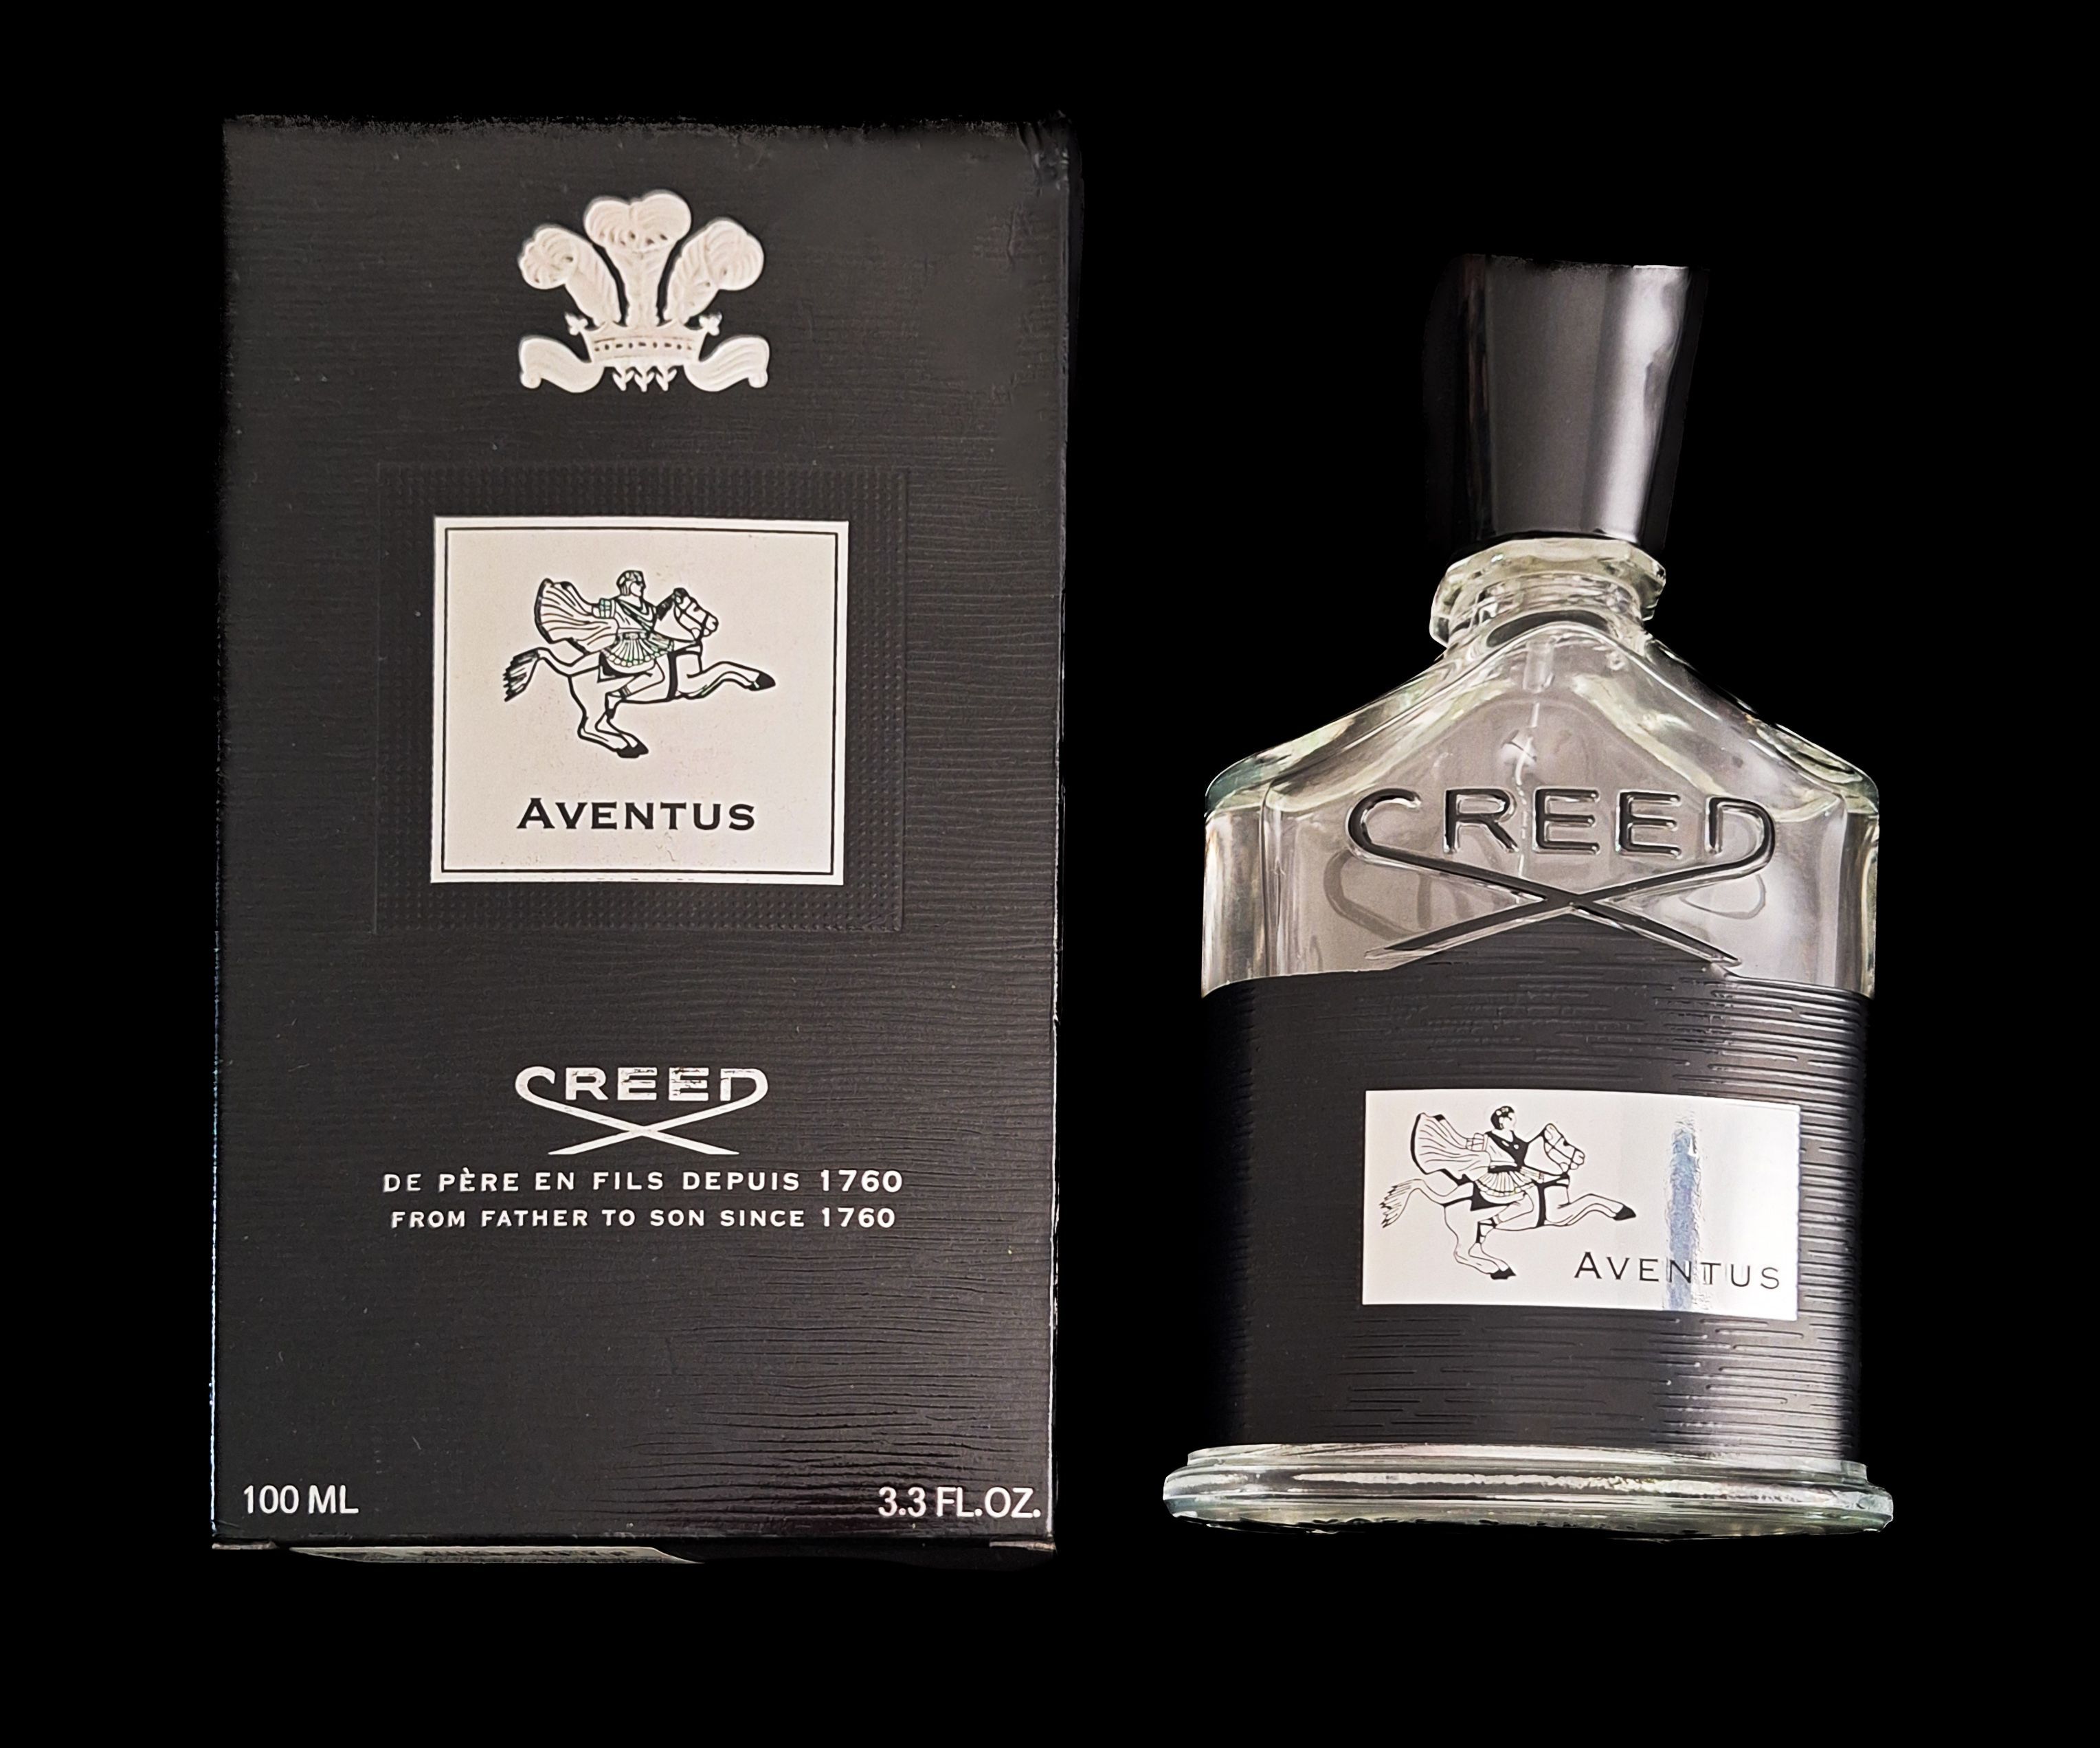 AVENTUS
CREED
DE PÈRE EN FILS DEPUIS 1760
FROM FATHER TO SON SINCE 1760
100 ML
3.3 FL.OZ.
CREED
AVENTUS